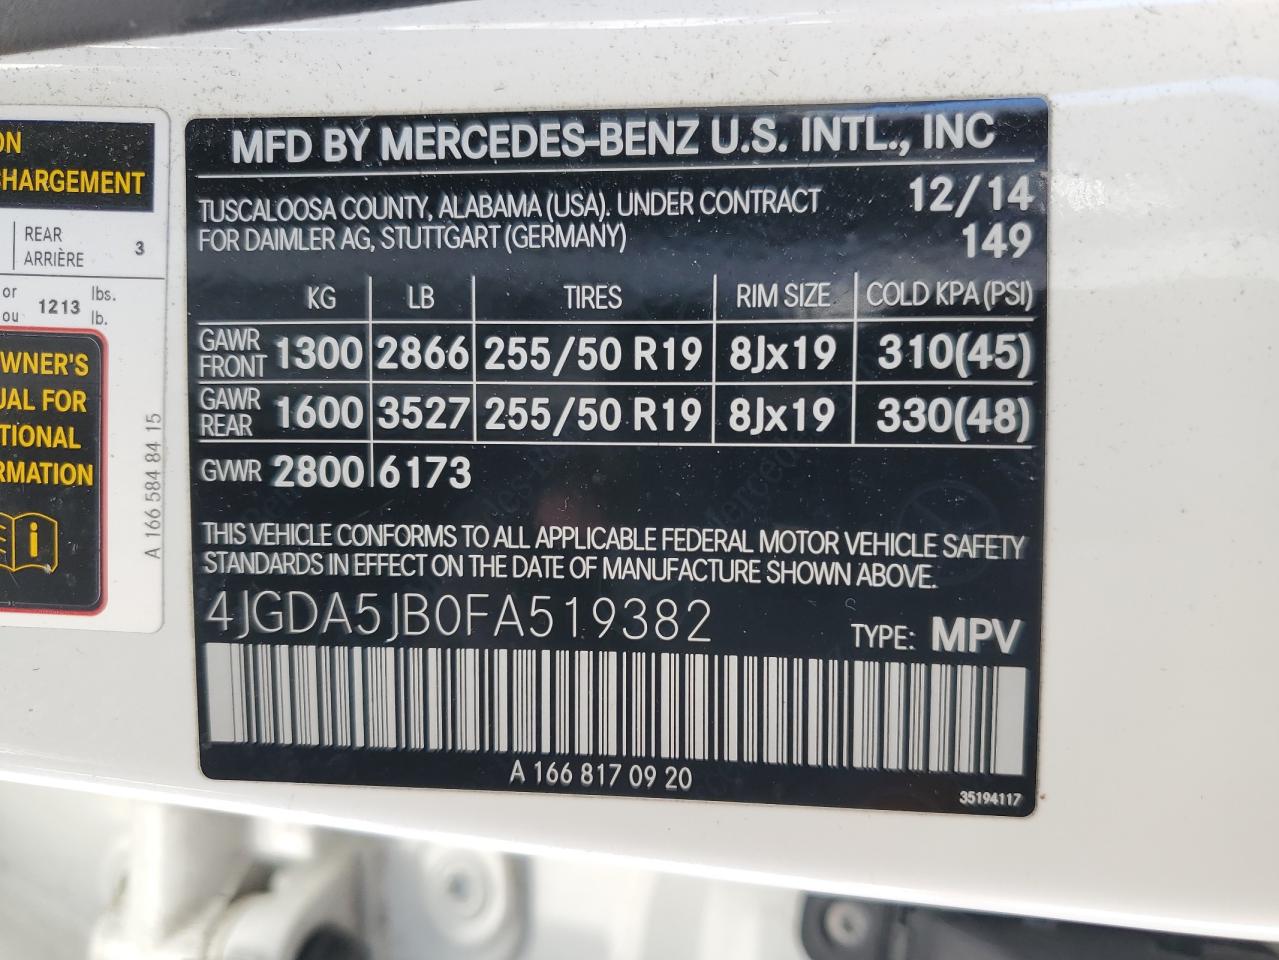 ON
CHARGEMENT
REAR
ARRIÈRE 3
or 1213 lbs.
ou lb.
OWNER'S
UAL FOR
TIONAL
RMATION
A 166 584 84 15
MFD BY MERCEDES-BENZ U.S. INTL., INC
TUSCALOOSA COUNTY, ALABAMA (USA). UNDER CONTRACT 12/14
FOR DAIMLER AG, STUTTGART (GERMANY) 149
KG LB TIRES RIM SIZE COLD KPA (PSI)
GAWR FRONT 1300 2866 255/50 R19 8Jx19 310(45)
GAWR REAR 1600 3527 255/50 R19 8Jx19 330(48)
GVWR 2800 6173
THIS VEHICLE CONFORMS TO ALL APPLICABLE FEDERAL MOTOR VEHICLE SAFETY
STANDARDS IN EFFECT ON THE DATE OF MANUFACTURE SHOWN ABOVE.
4JGDA5JB0FA519382 TYPE: MPV
A 166 817 09 20
35194117